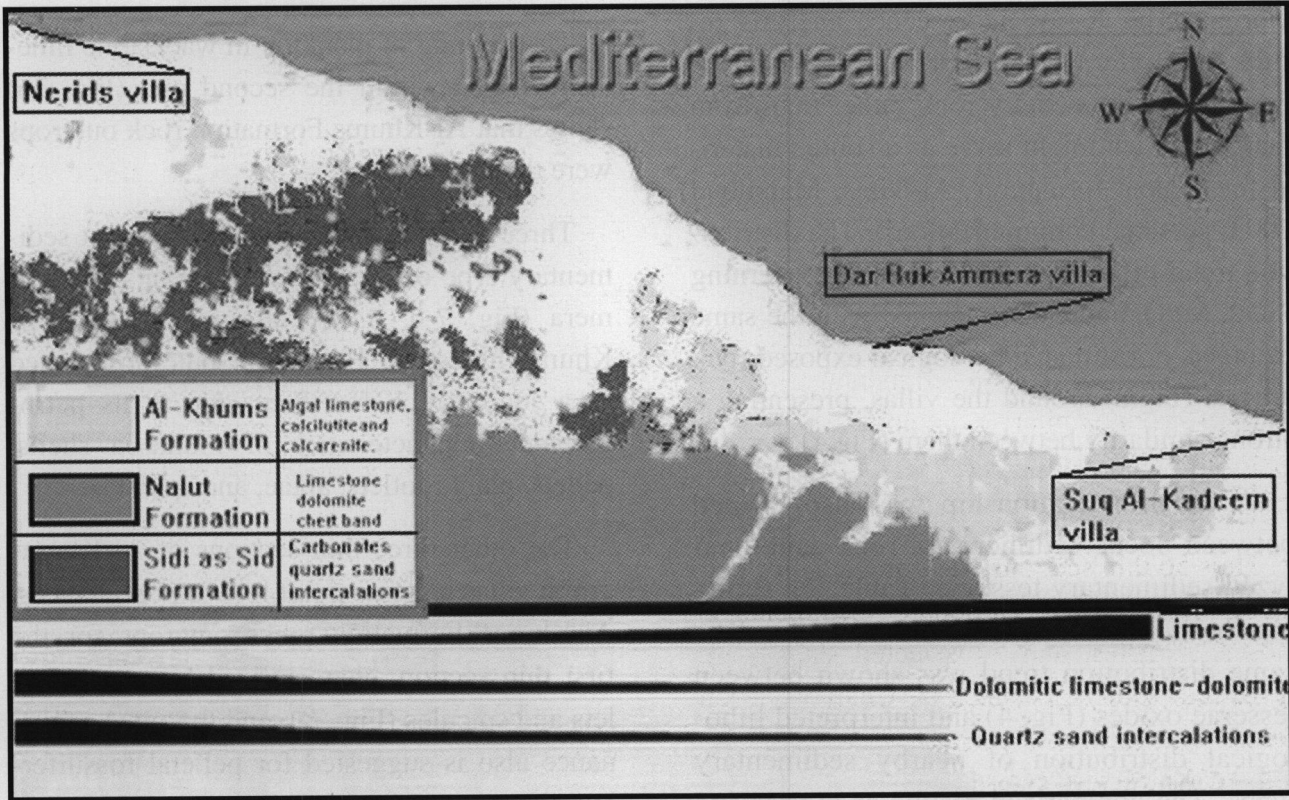 Mediterranean Sea
N
W
E
S
Nerids villa
Dar Buk Ammera villa
Suq Al-Kadeem
villa
Al-Khums
Formation
Algal limestone,
calcilutite and
calcarenite.
Nalut
Formation
Limestone
dolomite
chert band
Sidi as Sid
Formation
Carbonates
quartz sand
intercalations
Limestone
Dolomitic limestone-dolomite
Quartz sand intercalations